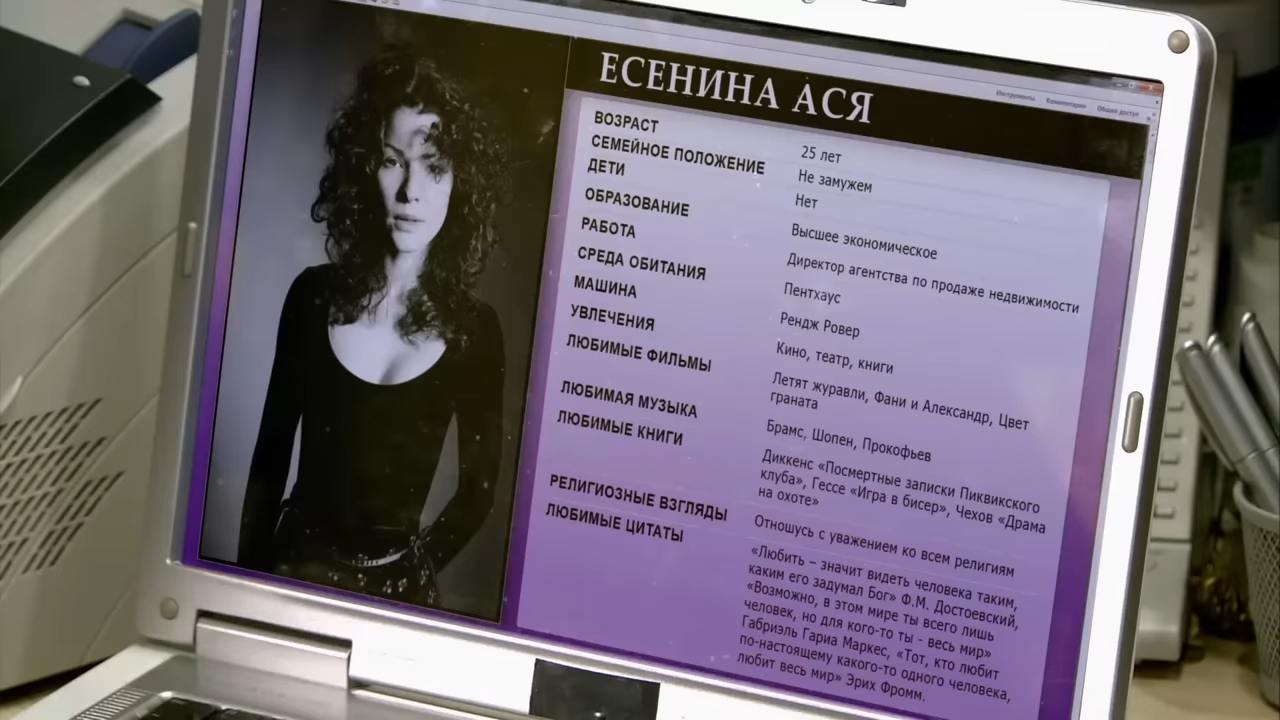 Инструменты Комментарии Общий доступ
ЕСЕНИНА АСЯ
ВОЗРАСТ 25 лет
СЕМЕЙНОЕ ПОЛОЖЕНИЕ Не замужем
ДЕТИ Нет
ОБРАЗОВАНИЕ Высшее экономическое
РАБОТА Директор агентства по продаже недвижимости
СРЕДА ОБИТАНИЯ Пентхаус
МАШИНА Рендж Ровер
УВЛЕЧЕНИЯ Кино, театр, книги
ЛЮБИМЫЕ ФИЛЬМЫ Летят журавли, Фани и Александр, Цвет
граната
ЛЮБИМАЯ МУЗЫКА Брамс, Шопен, Прокофьев
ЛЮБИМЫЕ КНИГИ Диккенс «Посмертные записки Пиквикского
клуба», Гессе «Игра в бисер», Чехов «Драма
на охоте»
РЕЛИГИОЗНЫЕ ВЗГЛЯДЫ Отношусь с уважением ко всем религиям
ЛЮБИМЫЕ ЦИТАТЫ «Любить – значит видеть человека таким,
каким его задумал Бог» Ф.М. Достоевский,
«Возможно, в этом мире ты всего лишь
человек, но для кого-то ты - весь мир»
Габриэль Гариа Маркес, «Тот, кто любит
по-настоящему какого-то одного человека,
любит весь мир» Эрих Фромм.